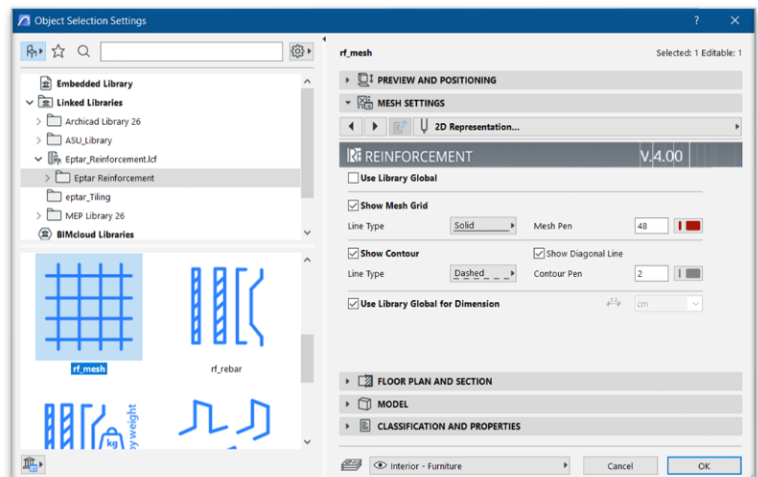 Object Selection Settings
rf_mesh
Selected: 1 Editable: 1
Embedded Library
Linked Libraries
Archicad Library 26
ASU_Library
Eptar_Reinforcement.lcf
Eptar Reinforcement
eptar_Tiling
MEP Library 26
BIMcloud Libraries
rf_mesh
rf_rebar
kg
by weight
PREVIEW AND POSITIONING
MESH SETTINGS
2D Representation...
REINFORCEMENT V.4.00
Use Library Global
Show Mesh Grid
Line Type Solid Mesh Pen 48
Show Contour Show Diagonal Line
Line Type Dashed Contour Pen 2
Use Library Global for Dimension cm
FLOOR PLAN AND SECTION
MODEL
CLASSIFICATION AND PROPERTIES
Interior - Furniture Cancel OK